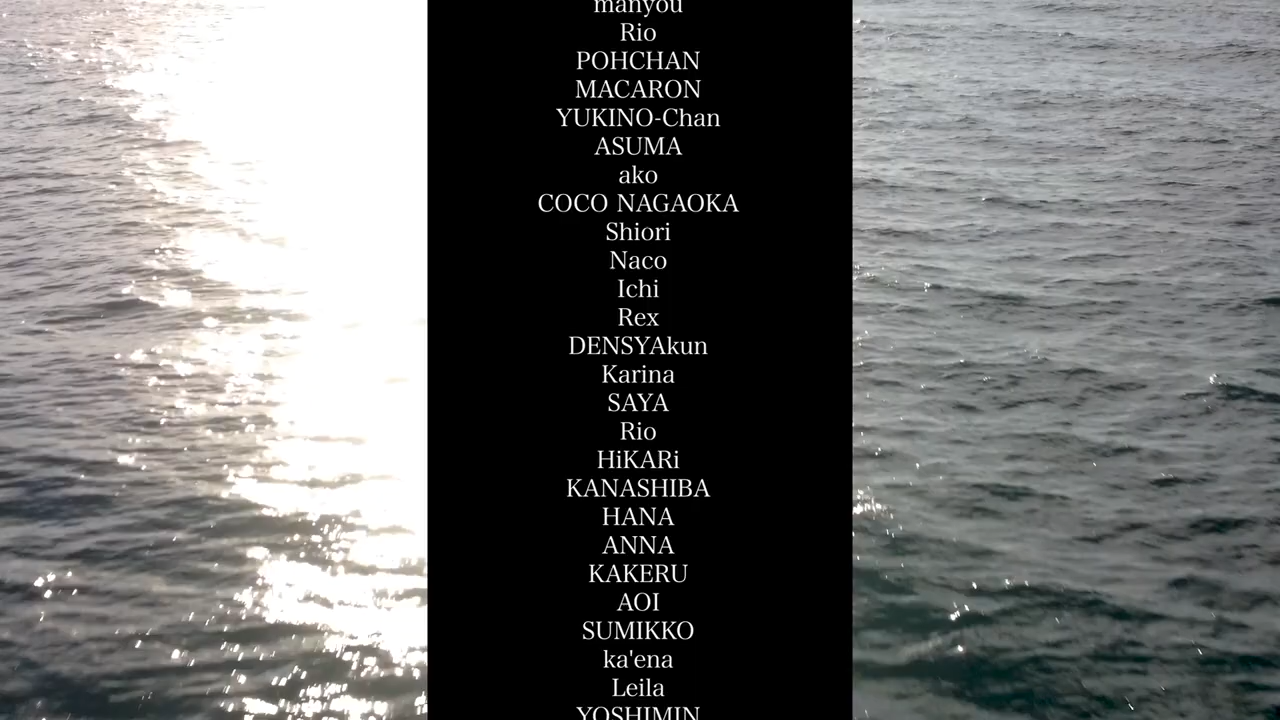 manyou
Rio
POHCHAN
MACARON
YUKINO-Chan
ASUMA
ako
COCO NAGAOKA
Shiori
Naco
Ichi
Rex
DENSYAkun
Karina
SAYA
Rio
HiKARi
KANASHIBA
HANA
ANNA
KAKERU
AOI
SUMIKKO
ka'ena
Leila
YOSHIMIN